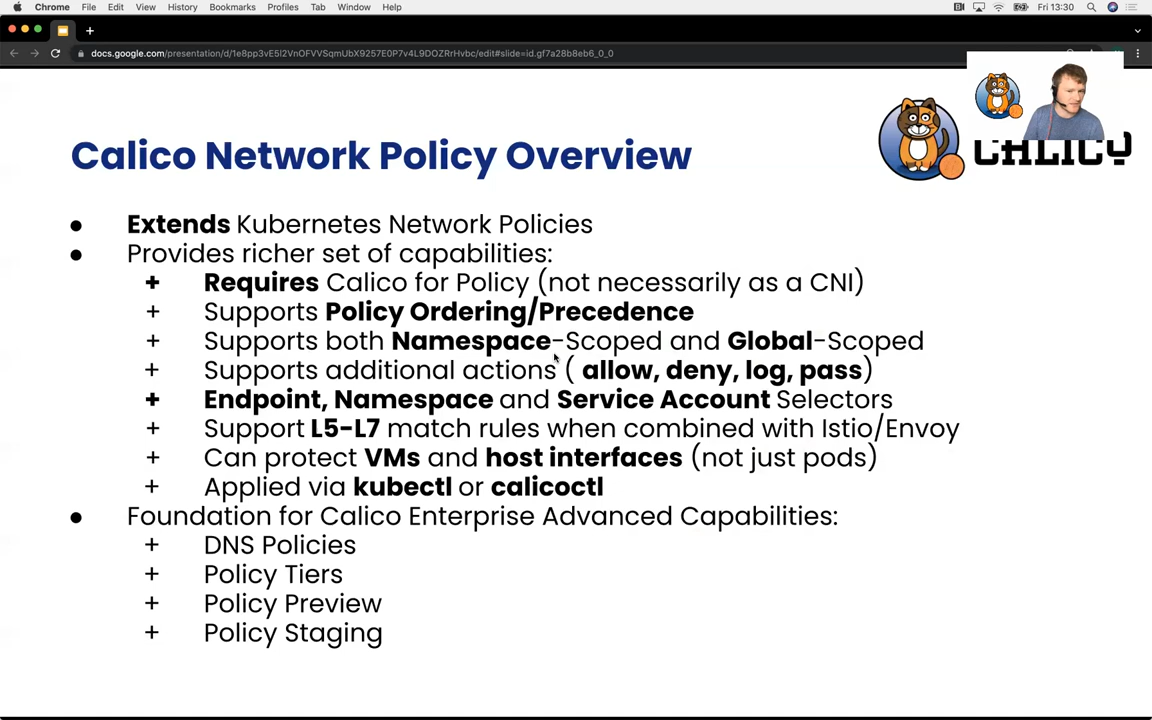 Chrome File Edit View History Bookmarks Profiles Tab Window Help Fri 13:30
docs.google.com/presentation/d/1e8pp3vE5I2VnOFVVSqmUbX9257E0P7v4L9DOZRrHvbc/edit#slide=id.gf7a28b8eb6_0_0
Calico Network Policy Overview
CALICO
● Extends Kubernetes Network Policies
● Provides richer set of capabilities:
+ Requires Calico for Policy (not necessarily as a CNI)
+ Supports Policy Ordering/Precedence
+ Supports both Namespace-Scoped and Global-Scoped
+ Supports additional actions ( allow, deny, log, pass)
+ Endpoint, Namespace and Service Account Selectors
+ Support L5-L7 match rules when combined with Istio/Envoy
+ Can protect VMs and host interfaces (not just pods)
+ Applied via kubectl or calicoctl
● Foundation for Calico Enterprise Advanced Capabilities:
+ DNS Policies
+ Policy Tiers
+ Policy Preview
+ Policy Staging